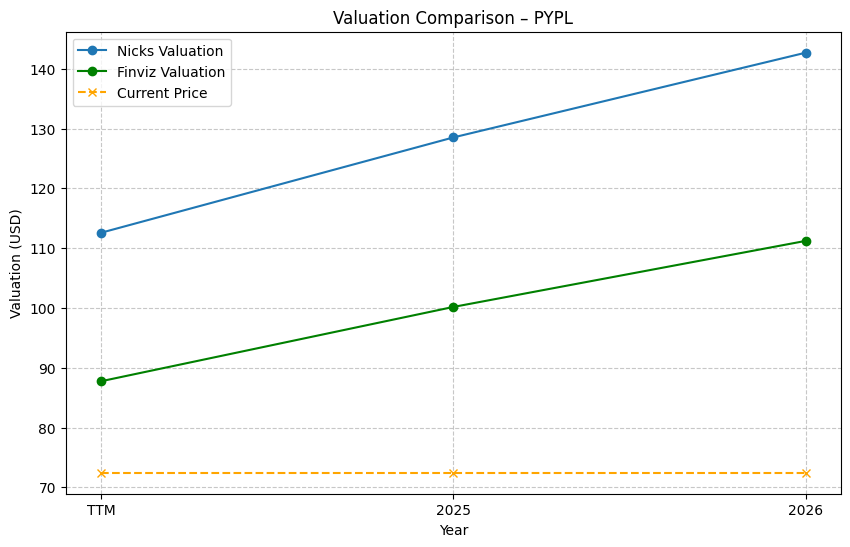 Valuation Comparison – PYPL
Nicks Valuation
Finviz Valuation
Current Price
Valuation (USD)
140
130
120
110
100
90
80
70
TTM
2025
2026
Year